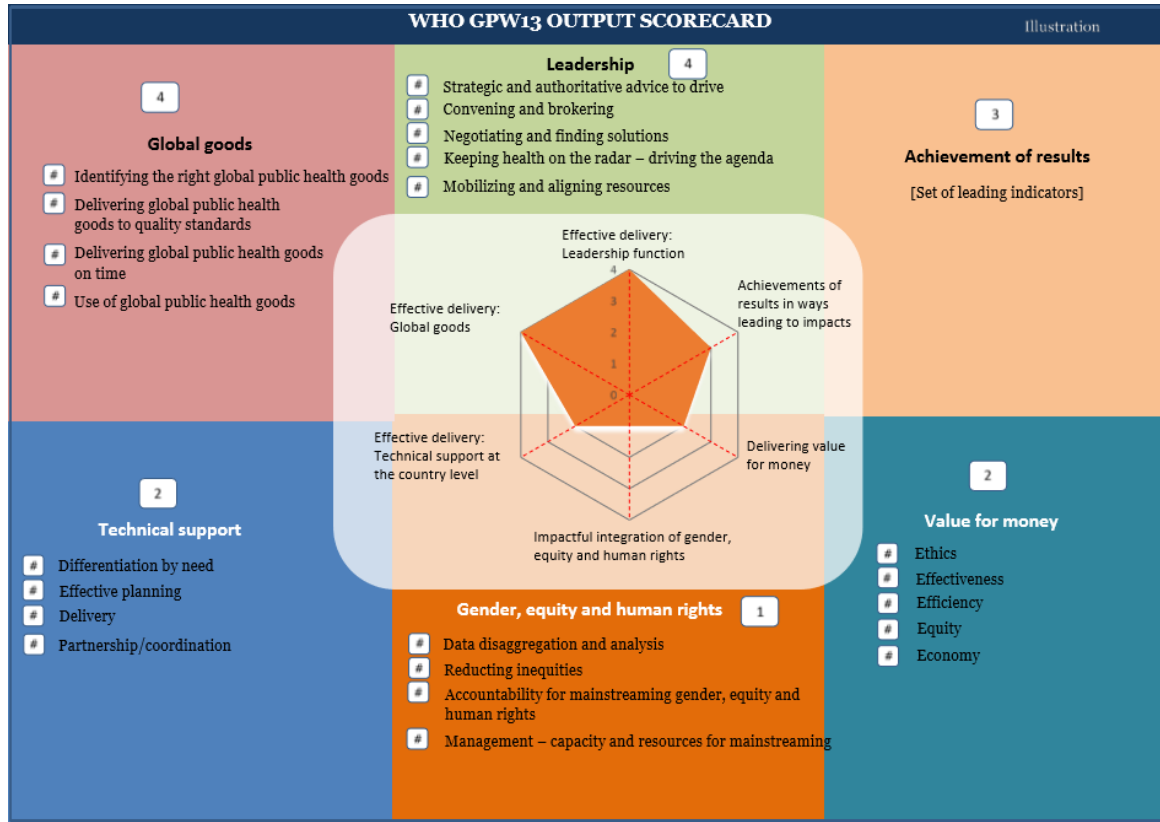 WHO GPW13 OUTPUT SCORECARD
Illustration
4
Global goods
# Identifying the right global public health goods
# Delivering global public health
goods to quality standards
# Delivering global public health goods
on time
# Use of global public health goods
Leadership 4
# Strategic and authoritative advice to drive
# Convening and brokering
# Negotiating and finding solutions
# Keeping health on the radar – driving the agenda
# Mobilizing and aligning resources
3
Achievement of results
[Set of leading indicators]
Effective delivery:
Leadership function
Achievements of
results in ways
leading to impacts
Effective delivery:
Global goods
4
3
2
1
0
Effective delivery:
Technical support at
the country level
Delivering value
for money
Impactful integration of gender,
equity and human rights
2
Technical support
# Differentiation by need
# Effective planning
# Delivery
# Partnership/coordination
Gender, equity and human rights 1
# Data disaggregation and analysis
# Reducting inequities
# Accountability for mainstreaming gender, equity and
human rights
# Management – capacity and resources for mainstreaming
2
Value for money
# Ethics
# Effectiveness
# Efficiency
# Equity
# Economy